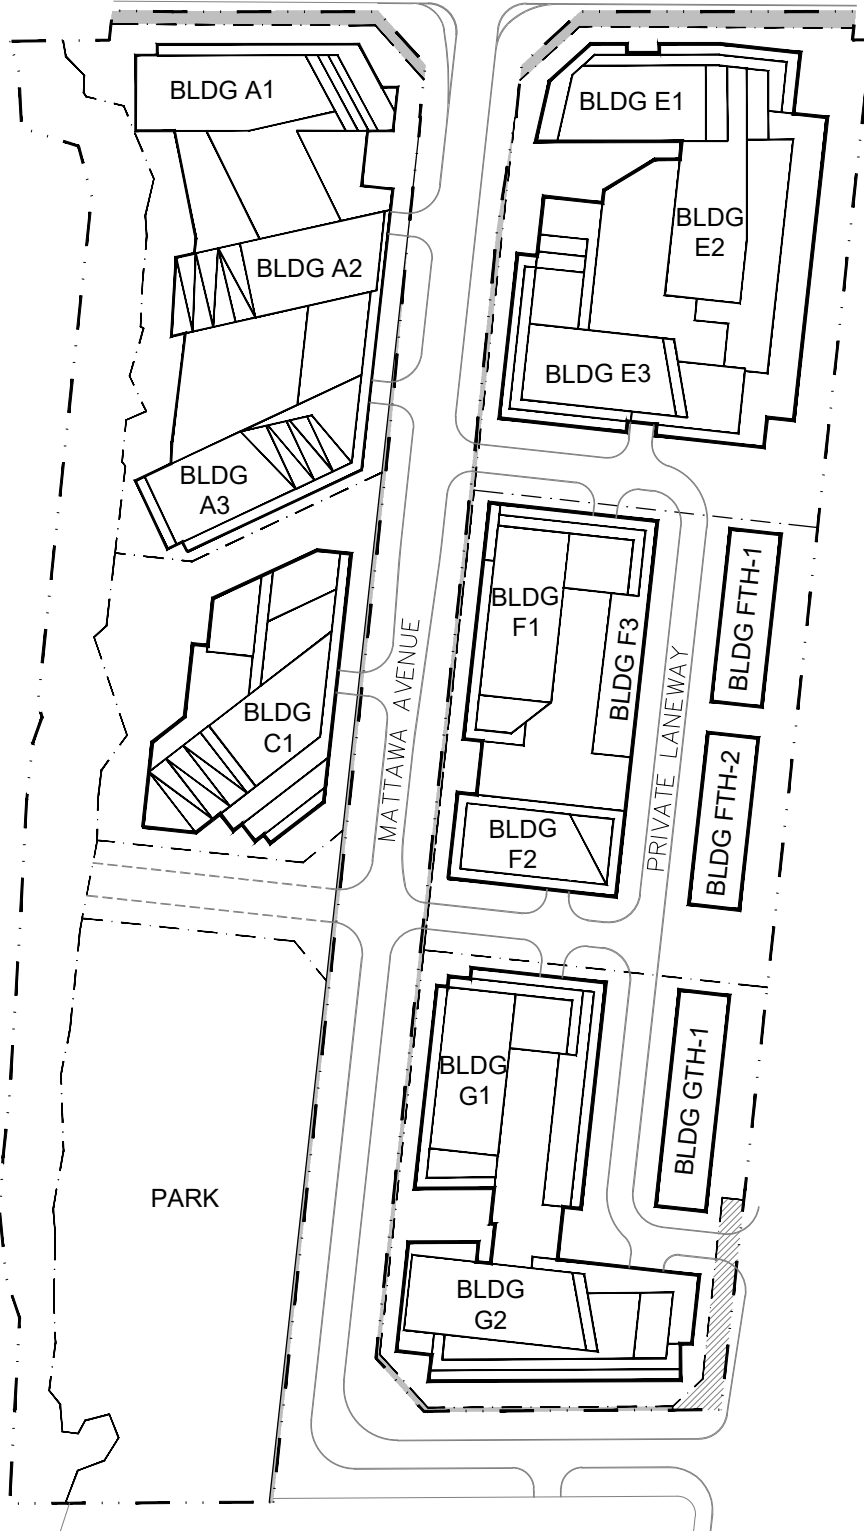 BLDG A1
BLDG E1
BLDG
E2
BLDG A2
BLDG E3
BLDG
A3
BLDG
F1
BLDG F3
BLDG FTH-1
MATTAWA AVENUE
PRIVATE LANEWAY
BLDG
C1
BLDG FTH-2
BLDG
F2
BLDG
G1
BLDG GTH-1
PARK
BLDG
G2